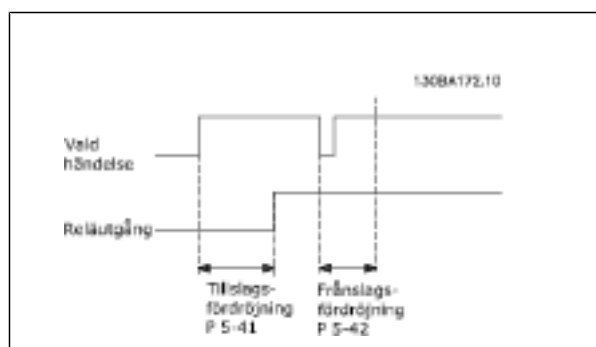 130BA172.10
Vald
händelse
Reläutgång
Tillslags-
fördröjning
P 5-41
Frånslags-
fördröjning
P 5-42